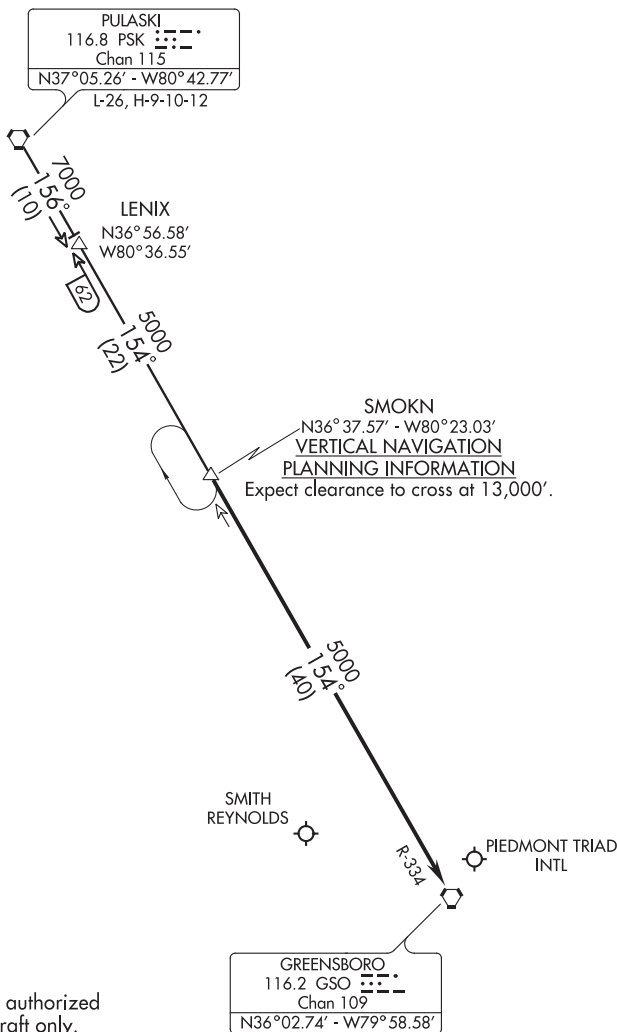 PULASKI
116.8 PSK
Chan 115
N37°05.26' - W80°42.77'
L-26, H-9-10-12
7000
156°
(10)
LENIX
N36°56.58'
W80°36.55'
62
5000
154°
(22)
SMOKN
N36°37.57' - W80°23.03'
VERTICAL NAVIGATION
PLANNING INFORMATION
Expect clearance to cross at 13,000'.
5000
154°
(40)
SMITH
REYNOLDS
R-334
PIEDMONT TRIAD
INTL
GREENSBORO
116.2 GSO
Chan 109
N36°02.74' - W79°58.58'
authorized
raft only.